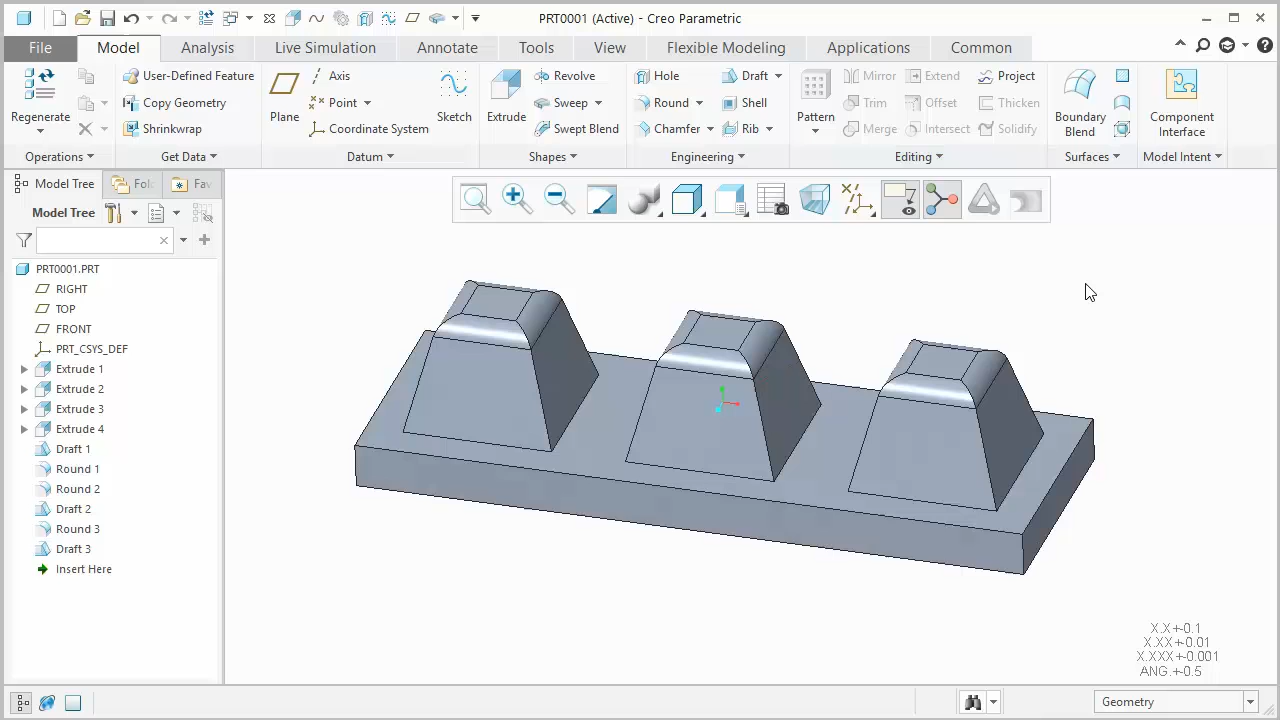 PRT0001 (Active) - Creo Parametric
File Model Analysis Live Simulation Annotate Tools View Flexible Modeling Applications Common
Regenerate
Operations
User-Defined Feature
Copy Geometry
Shrinkwrap
Get Data
Plane
Axis
Point
Coordinate System
Sketch
Datum
Extrude
Revolve
Sweep
Swept Blend
Shapes
Hole
Round
Chamfer
Draft
Shell
Rib
Engineering
Pattern
Mirror
Trim
Merge
Extend
Offset
Intersect
Project
Thicken
Solidify
Editing
Boundary
Blend
Surfaces
Component
Interface
Model Intent
Model Tree Fol Fav
Model Tree
PRT0001.PRT
RIGHT
TOP
FRONT
PRT_CSYS_DEF
Extrude 1
Extrude 2
Extrude 3
Extrude 4
Draft 1
Round 1
Round 2
Draft 2
Round 3
Draft 3
Insert Here
X.X+-0.1
X.XX+-0.01
X.XXX+-0.001
ANG.+-0.5
Geometry